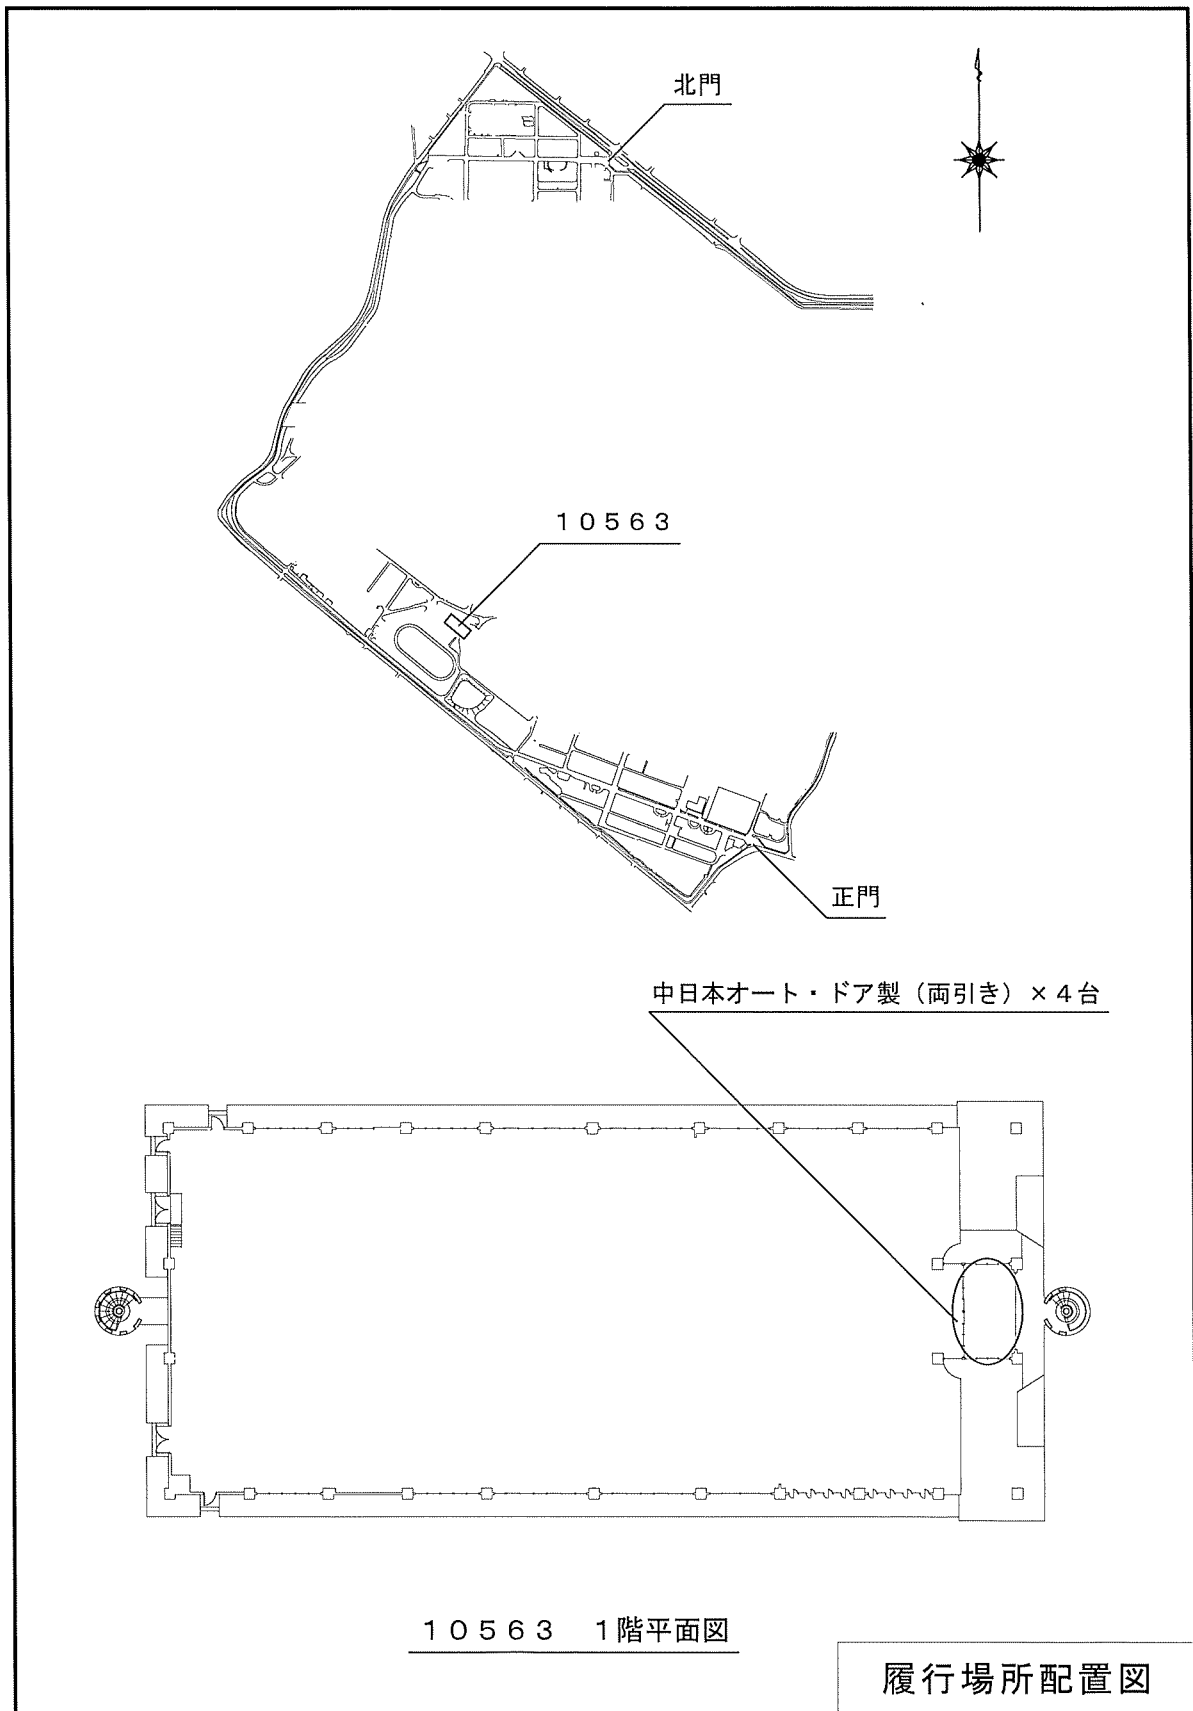 北門
１０５６３
正門
中日本オート・ドア製（両引き）×４台
１０５６３　１階平面図
履行場所配置図